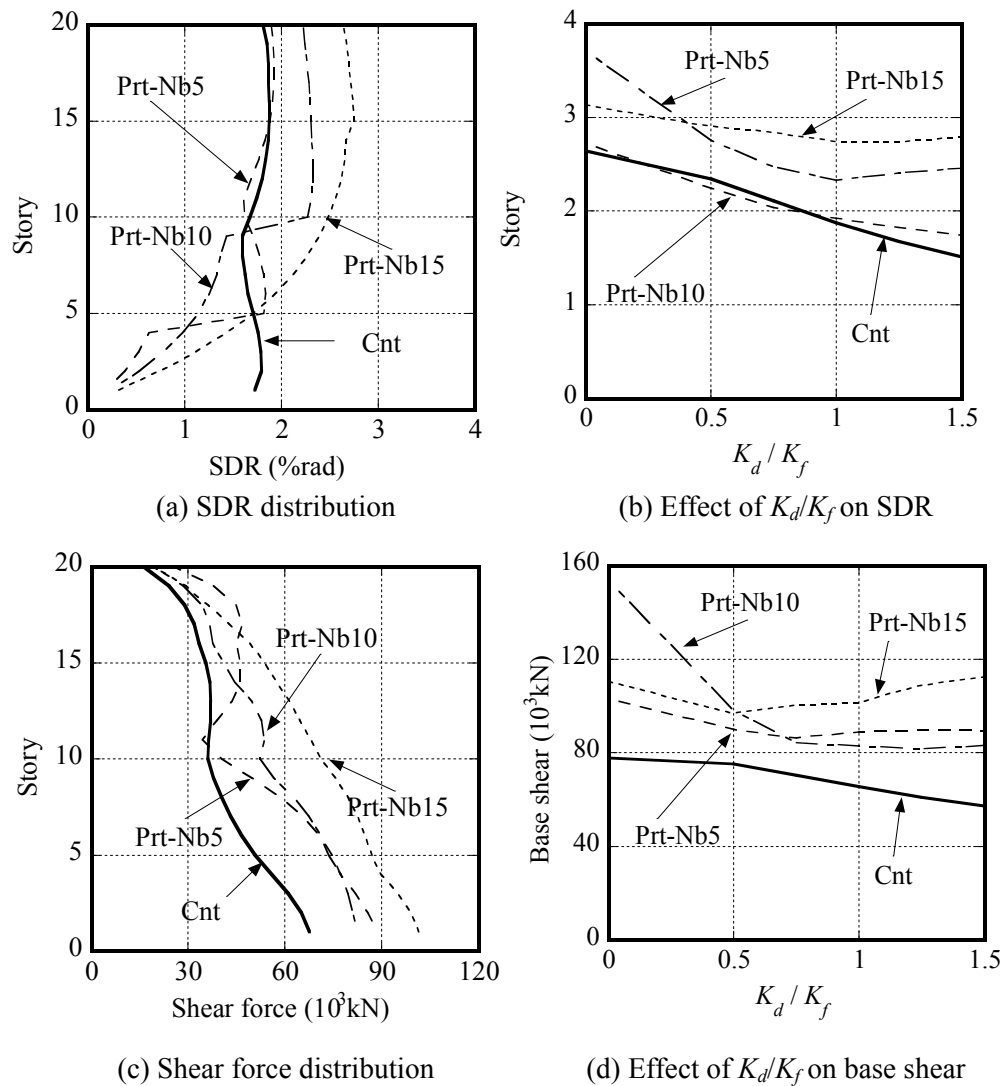 20
15
10
5
0
Story
Prt-Nb5
Prt-Nb10
Prt-Nb15
Cnt
0 1 2 3 4
SDR (%rad)
(a) SDR distribution
4
3
2
1
0
Story
Prt-Nb5
Prt-Nb15
Prt-Nb10
Cnt
0 0.5 1 1.5
K_d / K_f
(b) Effect of K_d/K_f on SDR
20
15
10
5
0
Story
Prt-Nb10
Prt-Nb15
Prt-Nb5
Cnt
0 30 60 90 120
Shear force (10³kN)
(c) Shear force distribution
160
120
80
40
0
Base shear (10³kN)
Prt-Nb10
Prt-Nb15
Prt-Nb5
Cnt
0 0.5 1 1.5
K_d / K_f
(d) Effect of K_d/K_f on base shear